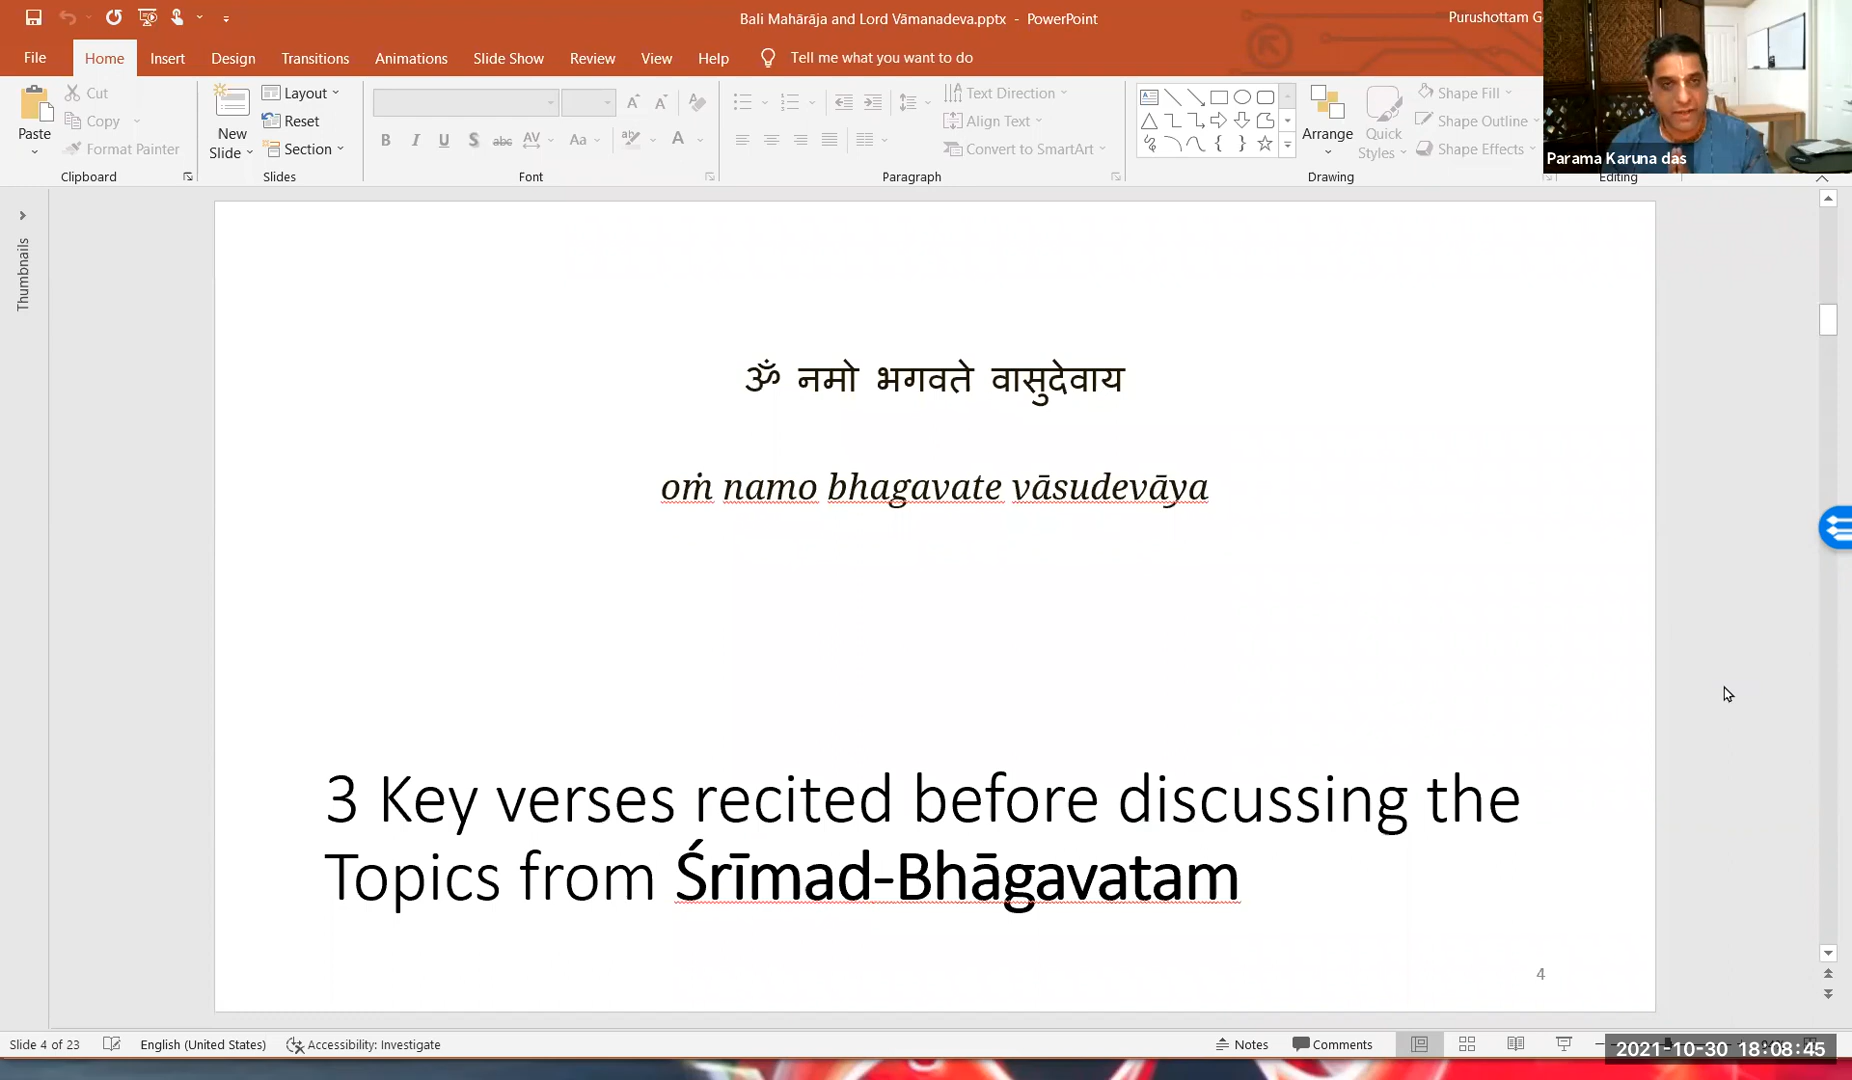 Bali Mahārāja and Lord Vāmanadeva.pptx - PowerPoint
Purushottam G
File Home Insert Design Transitions Animations Slide Show Review View Help Tell me what you want to do
Paste
Cut
Copy
Format Painter
Clipboard
New
Slide
Layout
Reset
Section
Slides
Font
Text Direction
Align Text
Convert to SmartArt
Paragraph
Arrange
Quick
Styles
Shape Fill
Shape Outline
Shape Effects
Drawing
Editing
Parama Karuna das
Thumbnails
ॐ नमो भगवते वासुदेवाय
oṁ namo bhagavate vāsudevāya
3 Key verses recited before discussing the
Topics from Śrīmad-Bhāgavatam
4
Slide 4 of 23 English (United States) Accessibility: Investigate Notes Comments
2021-10-30 18:08:45